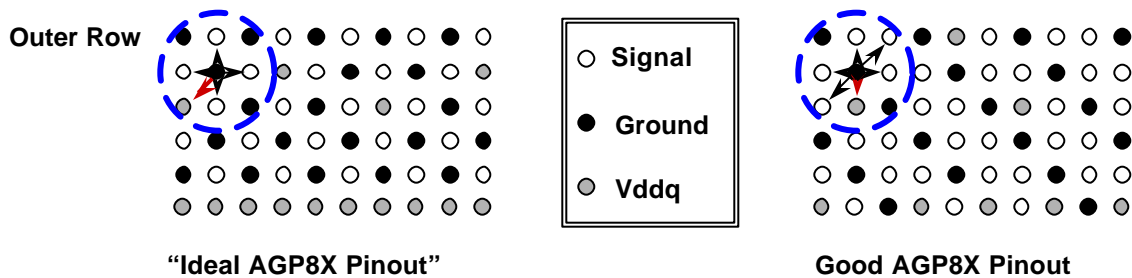 Outer Row
Signal
Ground
Vddq
“Ideal AGP8X Pinout”
Good AGP8X Pinout